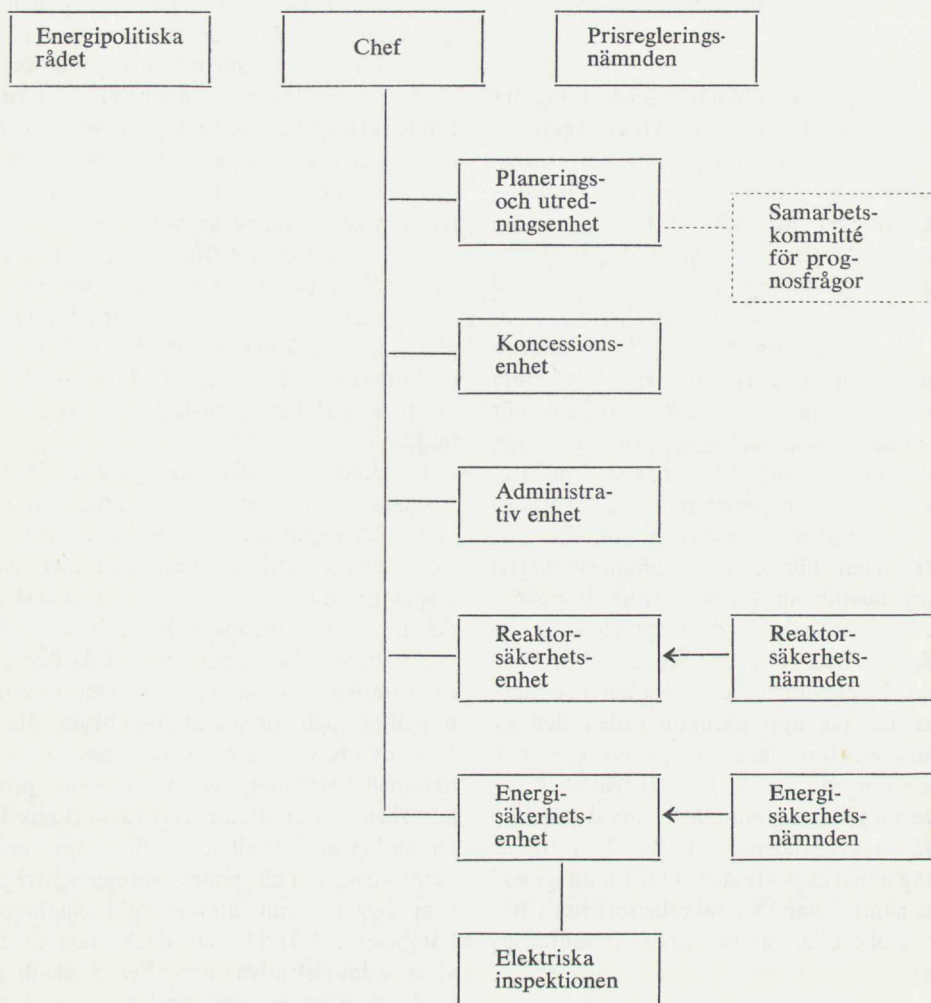 Energipolitiska
rådet
Chef
Prisreglerings-
nämnden
Planerings-
och utred-
ningsenhet
Samarbets-
kommitté
för prog-
nosfrågor
Koncessions-
enhet
Administra-
tiv enhet
Reaktor-
säkerhets-
enhet
Reaktor-
säkerhets-
nämnden
Energi-
säkerhets-
enhet
Energi-
säkerhets-
nämnden
Elektriska
inspektionen